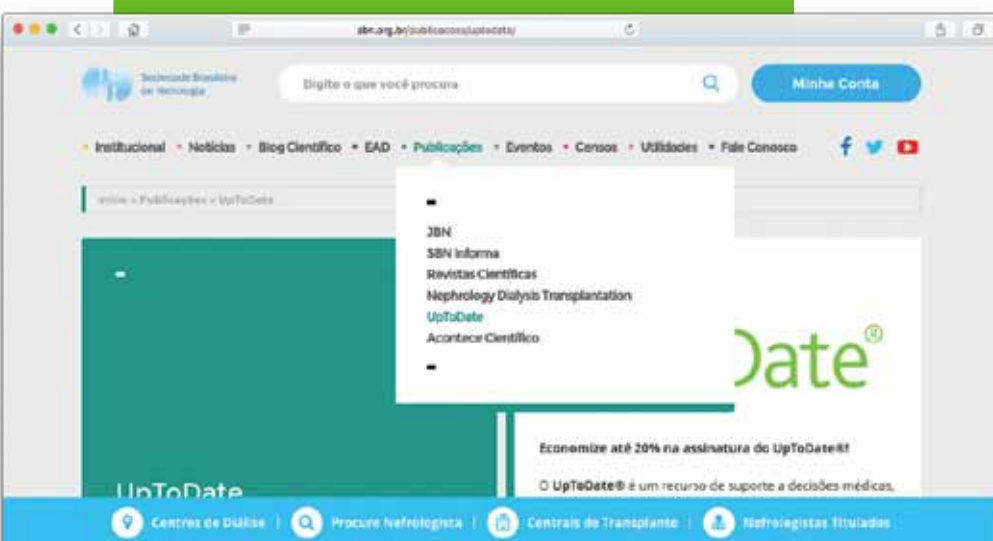 sbn.org.br/publicacoes/uptodate/
Sociedade Brasileira
de Nefrologia
Digite o que você procura
Minha Conta
Institucional • Notícias • Blog Científico • EAD • Publicações • Eventos • Censos • Utilidades • Fale Conosco
Início » Publicações » UpToDate
JBN
SBN Informa
Revistas Científicas
Nephrology Dialysis Transplantation
UpToDate
Acontece Científico
Date®
Economize até 20% na assinatura do UpToDate®!
O UpToDate® é um recurso de suporte a decisões médicas,
UpToDate
Centros de Diálise | Procure Nefrologista | Centrais de Transplante | Nefrologistas Titulados